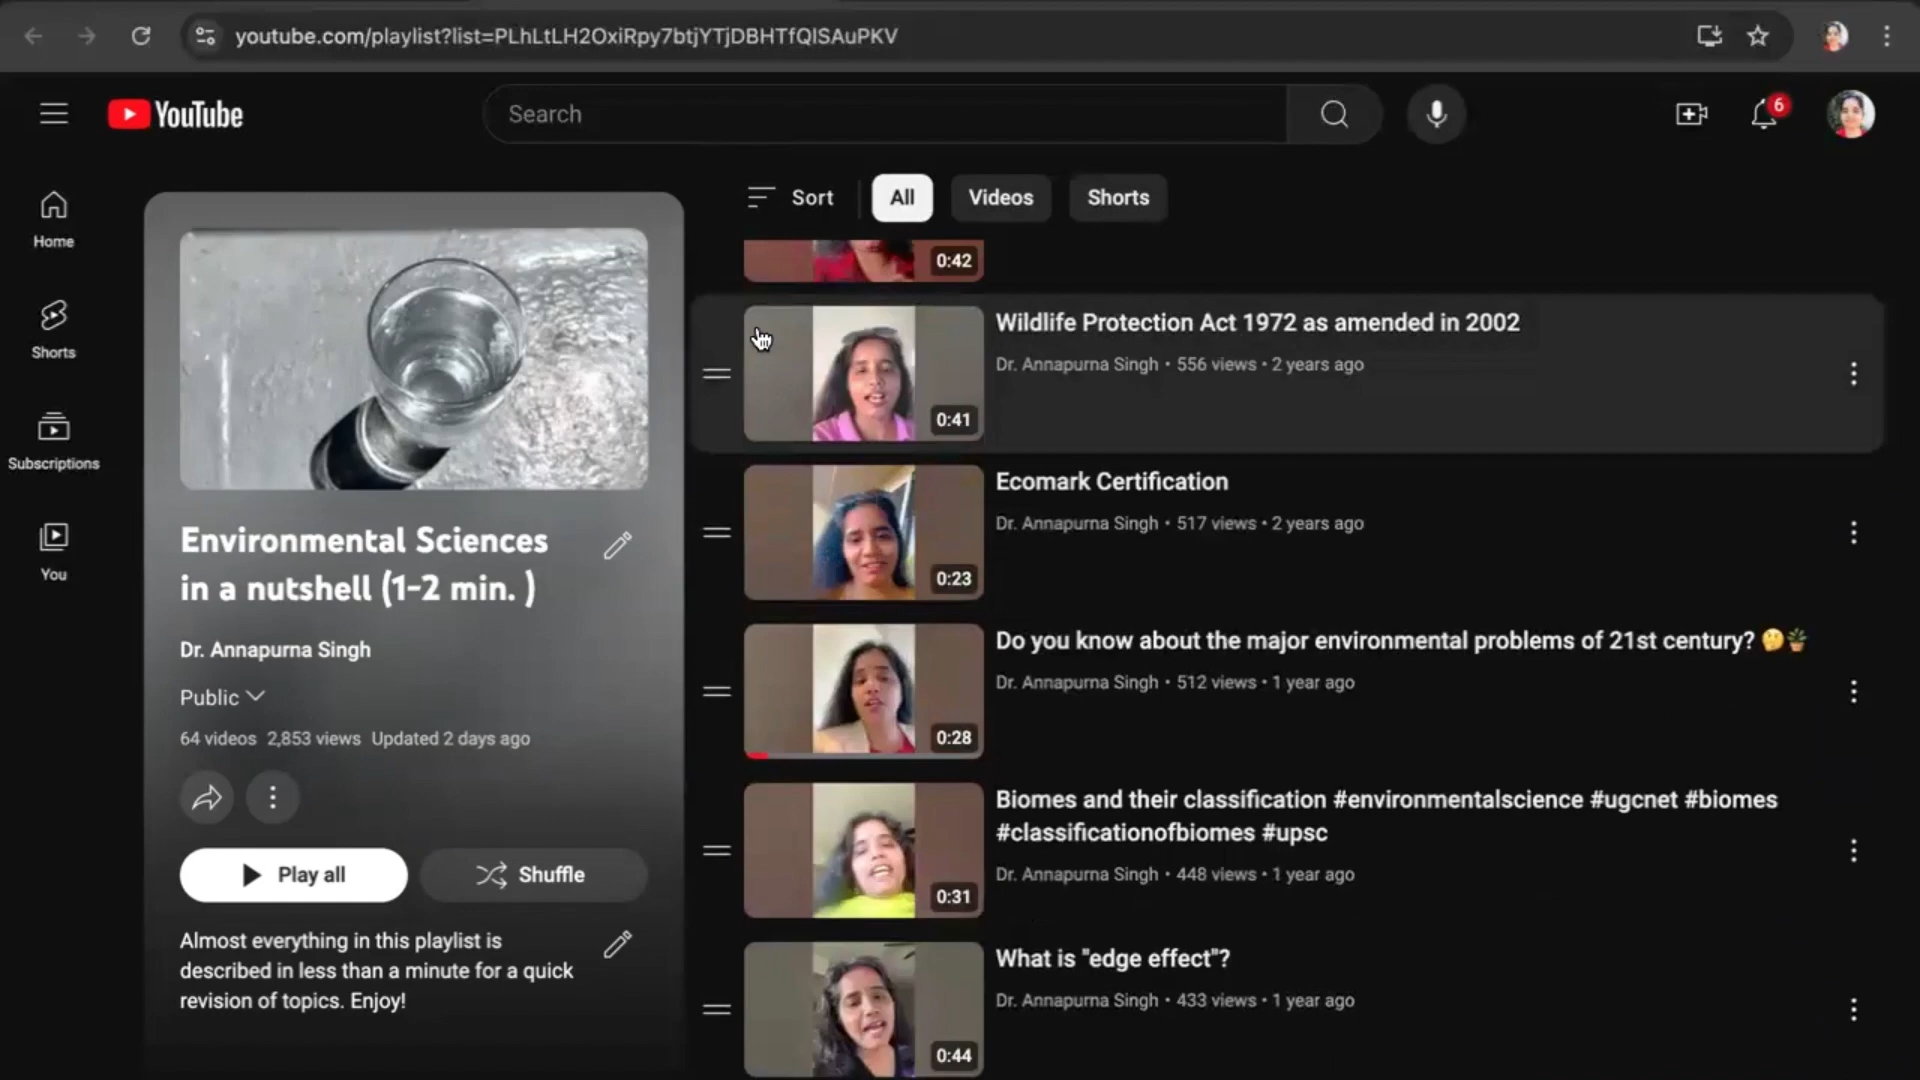 youtube.com/playlist?list=PLhLtLH2OxiRpy7btjYTjDBHTfQlSAuPKV
YouTube
Search
6
Home
Shorts
Subscriptions
You
Environmental Sciences
in a nutshell (1-2 min. )
Dr. Annapurna Singh
Public
64 videos 2,853 views Updated 2 days ago
Play all
Shuffle
Almost everything in this playlist is
described in less than a minute for a quick
revision of topics. Enjoy!
Sort
All
Videos
Shorts
0:42
Wildlife Protection Act 1972 as amended in 2002
Dr. Annapurna Singh • 556 views • 2 years ago
0:41
Ecomark Certification
Dr. Annapurna Singh • 517 views • 2 years ago
0:23
Do you know about the major environmental problems of 21st century? 🤔🪴
Dr. Annapurna Singh • 512 views • 1 year ago
0:28
Biomes and their classification #environmentalscience #ugcnet #biomes
#classificationofbiomes #upsc
Dr. Annapurna Singh • 448 views • 1 year ago
0:31
What is "edge effect"?
Dr. Annapurna Singh • 433 views • 1 year ago
0:44